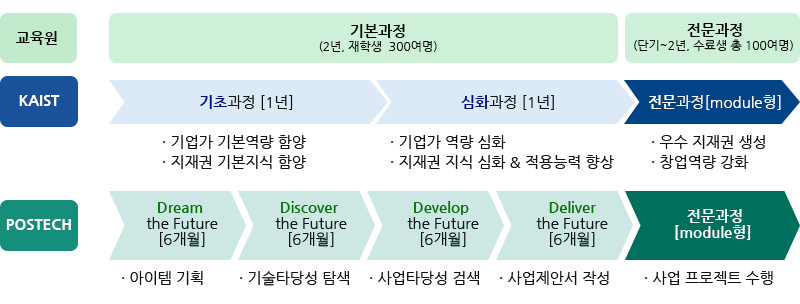 교육원
기본과정
(2년, 재학생 300여명)
전문과정
(단기~2년, 수료생 총 100여명)
KAIST
기초과정 [1년]
심화과정 [1년]
전문과정[module형]
· 기업가 기본역량 함양
· 지재권 기본지식 함양
· 기업가 역량 심화
· 지재권 지식 심화 & 적용능력 향상
· 우수 지재권 생성
· 창업역량 강화
POSTECH
Dream
the Future
[6개월]
Discover
the Future
[6개월]
Develop
the Future
[6개월]
Deliver
the Future
[6개월]
전문과정
[module형]
· 아이템 기획
· 기술타당성 탐색
· 사업타당성 검색
· 사업제안서 작성
· 사업 프로젝트 수행